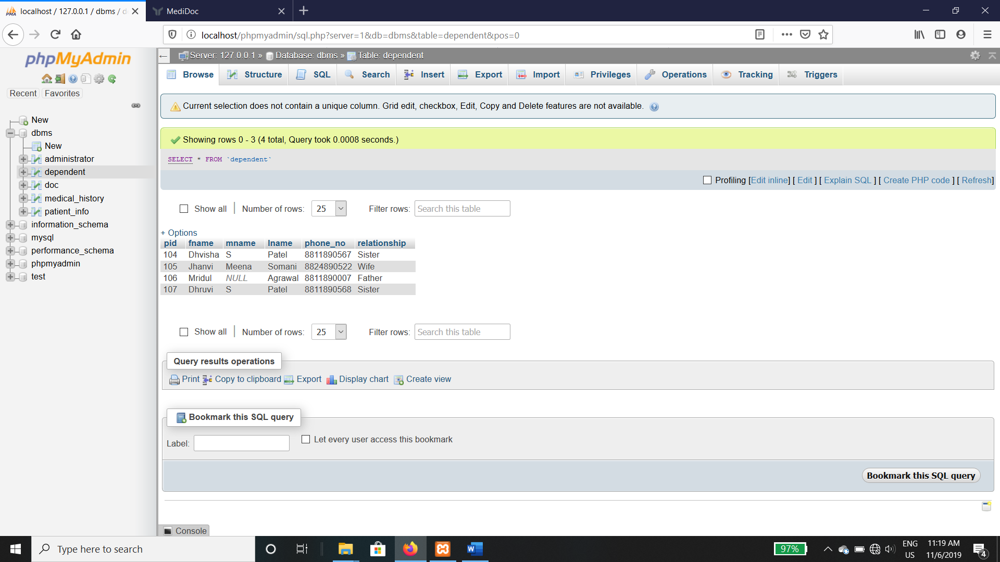 localhost / 127.0.0.1 / dbms / d
MediDoc
localhost/phpmyadmin/sql.php?server=1&db=dbms&table=dependent&pos=0
phpMyAdmin
Recent Favorites
New
dbms
New
administrator
dependent
doc
medical_history
patient_info
information_schema
mysql
performance_schema
phpmyadmin
test
Server: 127.0.0.1 » Database: dbms » Table: dependent
Browse Structure SQL Search Insert Export Import Privileges Operations Tracking Triggers
Current selection does not contain a unique column. Grid edit, checkbox, Edit, Copy and Delete features are not available.
Showing rows 0 - 3 (4 total, Query took 0.0008 seconds.)
SELECT * FROM `dependent`
Profiling [Edit inline] [ Edit ] [ Explain SQL ] [ Create PHP code ] [ Refresh]
Show all | Number of rows: 25 Filter rows: Search this table
+ Options
pid fname mname lname phone_no relationship
104 Dhvisha S Patel 8811890567 Sister
105 Jhanvi Meena Somani 8824890522 Wife
106 Mridul NULL Agrawal 8811890007 Father
107 Dhruvi S Patel 8811890568 Sister
Show all | Number of rows: 25 Filter rows: Search this table
Query results operations
Print Copy to clipboard Export Display chart Create view
Bookmark this SQL query
Label: Let every user access this bookmark
Bookmark this SQL query
Console
Type here to search
97%
ENG
US
11:19 AM
11/6/2019
4